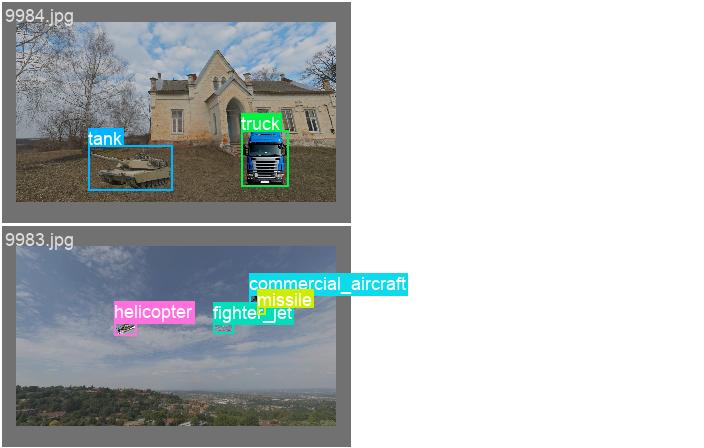 9984.jpg
tank
truck
9983.jpg
commercial_aircraft
missile
helicopter
fighter_jet